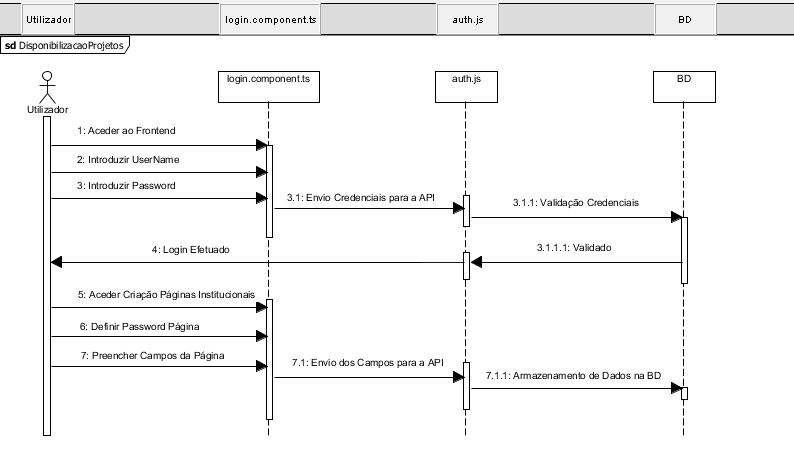 Utilizador
login.component.ts
auth.js
BD
sd DisponibilizacaoProjetos
login.component.ts
auth.js
BD
Utilizador
1: Aceder ao Frontend
2: Introduzir UserName
3: Introduzir Password
3.1: Envio Credenciais para a API
3.1.1: Validação Credenciais
4: Login Efetuado
3.1.1.1: Validado
5: Aceder Criação Páginas Institucionais
6: Definir Password Página
7: Preencher Campos da Página
7.1: Envio dos Campos para a API
7.1.1: Armazenamento de Dados na BD